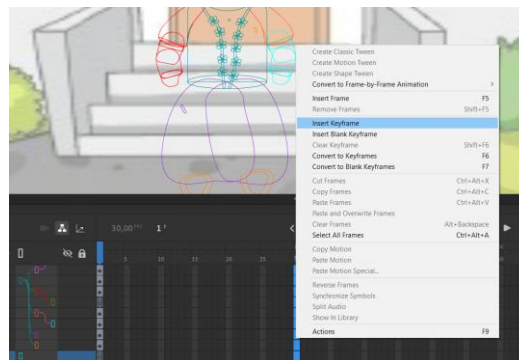 Create Classic Tween
Create Motion Tween
Create Shape Tween
Convert to Frame-by-Frame Animation >
Insert Frame F5
Remove Frames Shift+F5
Insert Keyframe
Insert Blank Keyframe
Clear Keyframe Shift+F6
Convert to Keyframes F6
Convert to Blank Keyframes F7
Cut Frames Ctrl+Alt+X
Copy Frames Ctrl+Alt+C
Paste Frames Ctrl+Alt+V
Paste and Overwrite Frames
Clear Frames Alt+Backspace
Select All Frames Ctrl+Alt+A
Copy Motion
Paste Motion
Paste Motion Special...
Reverse Frames
Synchronize Symbols
Split Audio
Show In Library
Actions F9
30,00 FPS 1 F
5 10 15 20 25